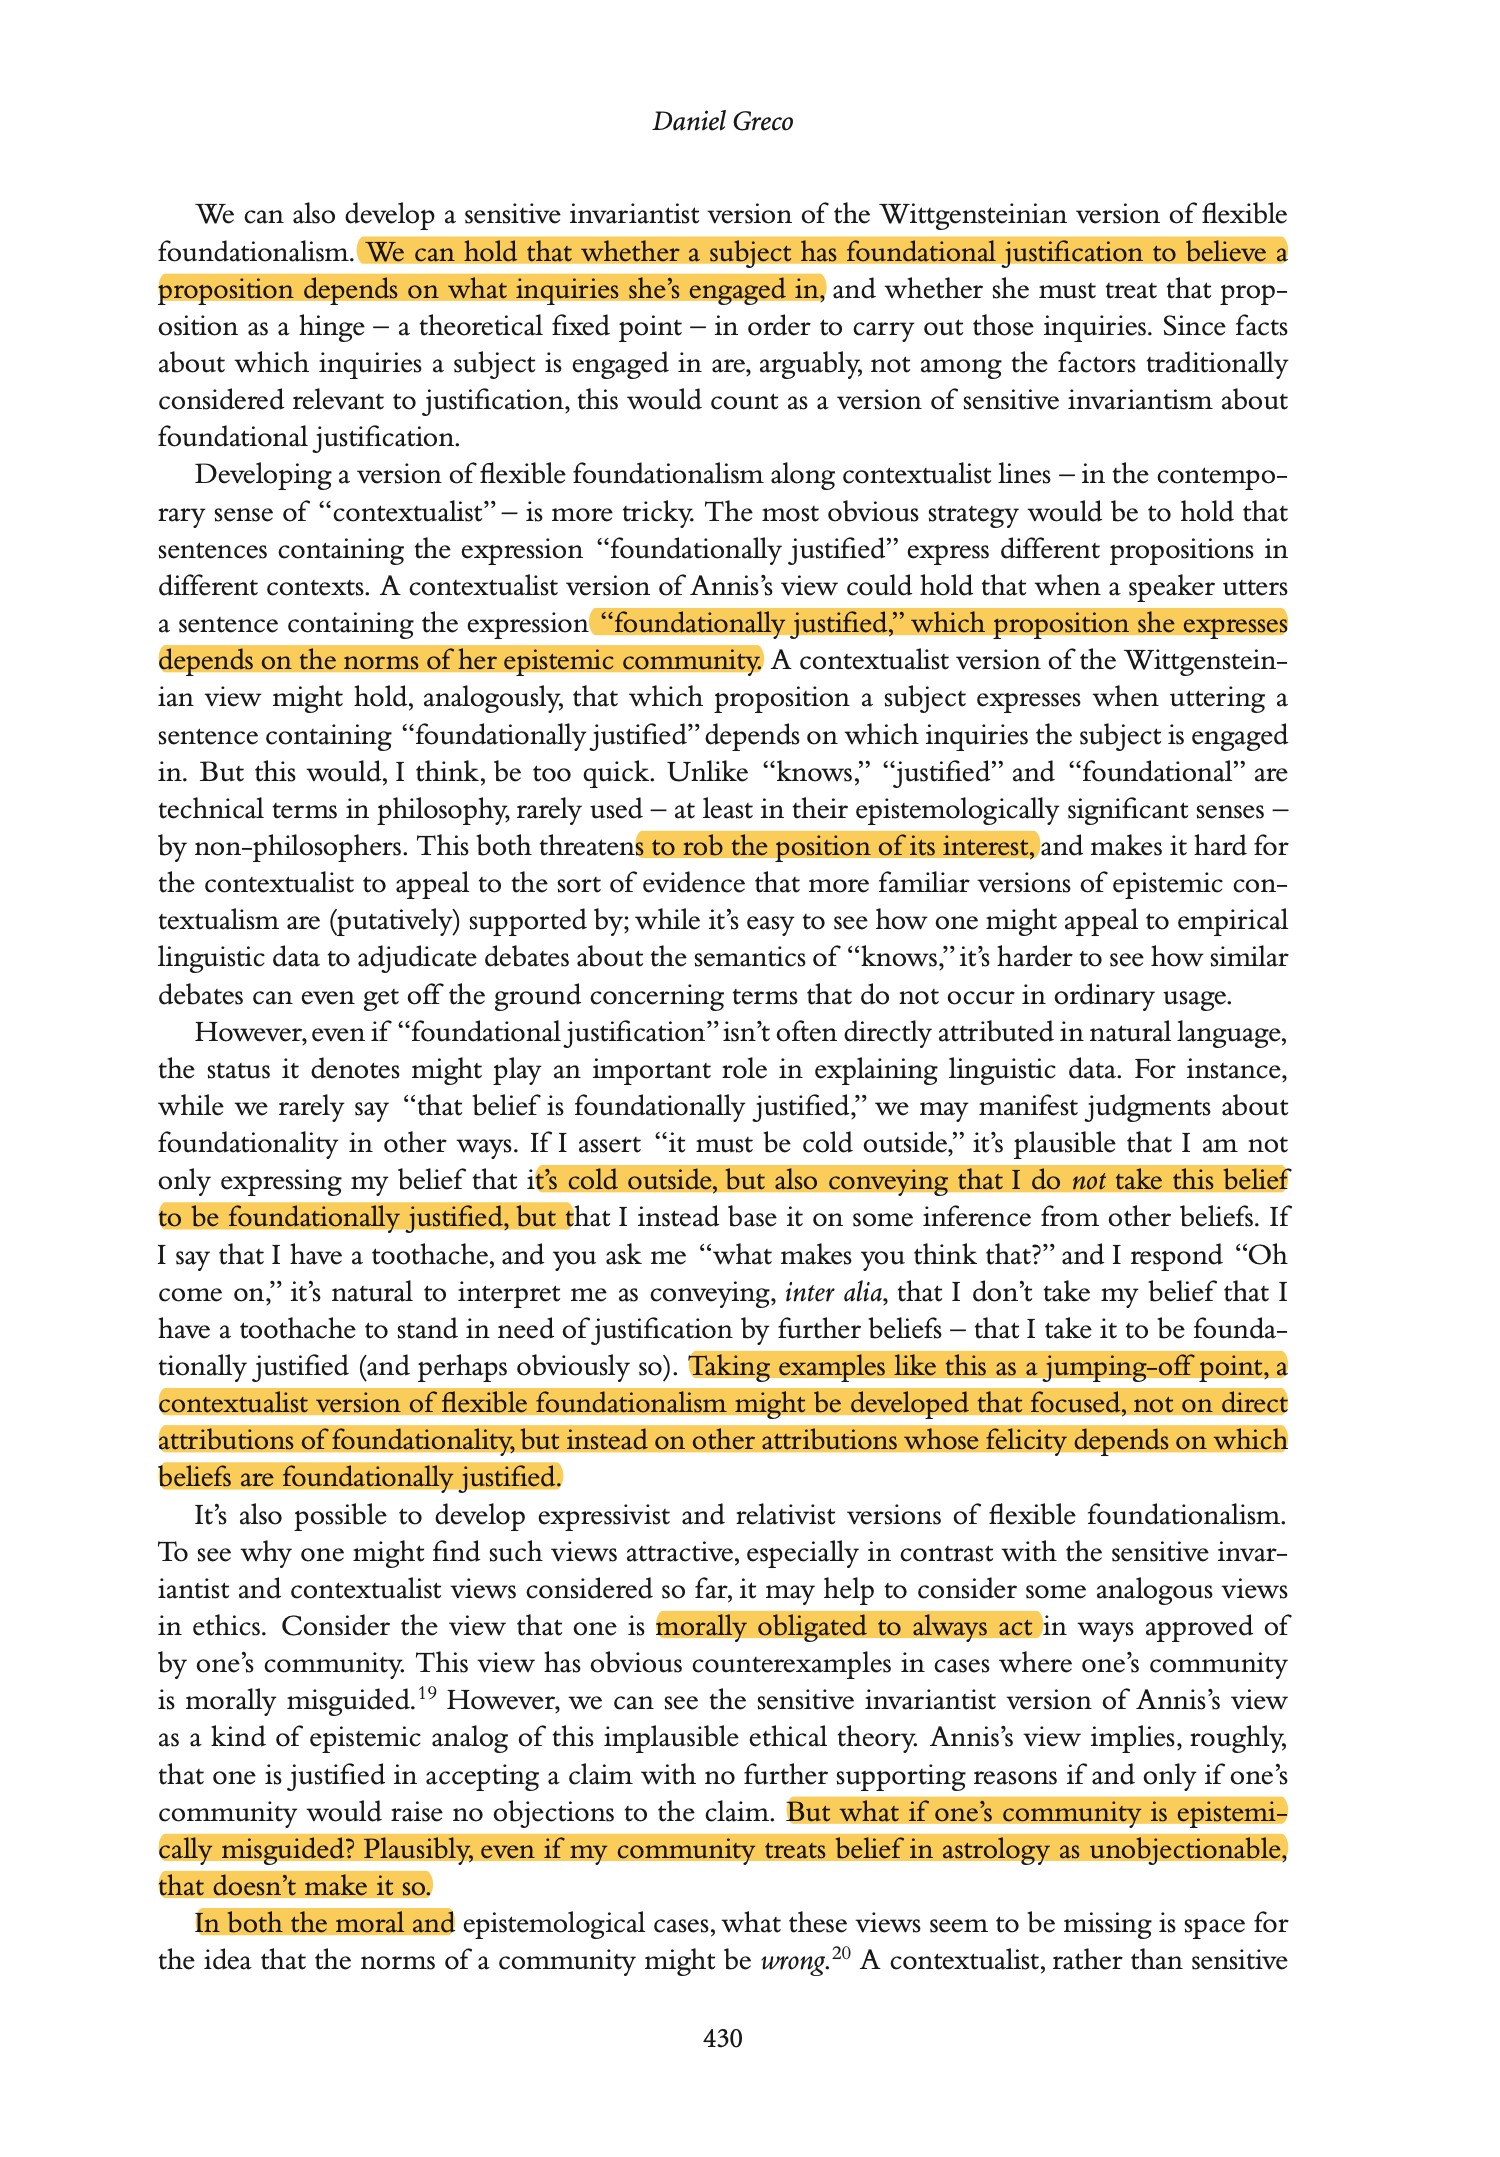 Daniel Greco
We can also develop a sensitive invariantist version of the Wittgensteinian version of flexible
foundationalism. We can hold that whether a subject has foundational justification to believe a
proposition depends on what inquiries she’s engaged in, and whether she must treat that prop-
osition as a hinge – a theoretical fixed point – in order to carry out those inquiries. Since facts
about which inquiries a subject is engaged in are, arguably, not among the factors traditionally
considered relevant to justification, this would count as a version of sensitive invariantism about
foundational justification.
Developing a version of flexible foundationalism along contextualist lines – in the contempo-
rary sense of “contextualist” – is more tricky. The most obvious strategy would be to hold that
sentences containing the expression “foundationally justified” express different propositions in
different contexts. A contextualist version of Annis’s view could hold that when a speaker utters
a sentence containing the expression “foundationally justified,” which proposition she expresses
depends on the norms of her epistemic community. A contextualist version of the Wittgenstein-
ian view might hold, analogously, that which proposition a subject expresses when uttering a
sentence containing “foundationally justified” depends on which inquiries the subject is engaged
in. But this would, I think, be too quick. Unlike “knows,” “justified” and “foundational” are
technical terms in philosophy, rarely used – at least in their epistemologically significant senses –
by non-philosophers. This both threatens to rob the position of its interest, and makes it hard for
the contextualist to appeal to the sort of evidence that more familiar versions of epistemic con-
textualism are (putatively) supported by; while it’s easy to see how one might appeal to empirical
linguistic data to adjudicate debates about the semantics of “knows,” it’s harder to see how similar
debates can even get off the ground concerning terms that do not occur in ordinary usage.
However, even if “foundational justification” isn’t often directly attributed in natural language,
the status it denotes might play an important role in explaining linguistic data. For instance,
while we rarely say “that belief is foundationally justified,” we may manifest judgments about
foundationality in other ways. If I assert “it must be cold outside,” it’s plausible that I am not
only expressing my belief that it’s cold outside, but also conveying that I do not take this belief
to be foundationally justified, but that I instead base it on some inference from other beliefs. If
I say that I have a toothache, and you ask me “what makes you think that?” and I respond “Oh
come on,” it’s natural to interpret me as conveying, inter alia, that I don’t take my belief that I
have a toothache to stand in need of justification by further beliefs – that I take it to be founda-
tionally justified (and perhaps obviously so). Taking examples like this as a jumping-off point, a
contextualist version of flexible foundationalism might be developed that focused, not on direct
attributions of foundationality, but instead on other attributions whose felicity depends on which
beliefs are foundationally justified.
It’s also possible to develop expressivist and relativist versions of flexible foundationalism.
To see why one might find such views attractive, especially in contrast with the sensitive invar-
iantist and contextualist views considered so far, it may help to consider some analogous views
in ethics. Consider the view that one is morally obligated to always act in ways approved of
by one’s community. This view has obvious counterexamples in cases where one’s community
is morally misguided.19 However, we can see the sensitive invariantist version of Annis’s view
as a kind of epistemic analog of this implausible ethical theory. Annis’s view implies, roughly,
that one is justified in accepting a claim with no further supporting reasons if and only if one’s
community would raise no objections to the claim. But what if one’s community is epistemi-
cally misguided? Plausibly, even if my community treats belief in astrology as unobjectionable,
that doesn’t make it so.
In both the moral and epistemological cases, what these views seem to be missing is space for
the idea that the norms of a community might be wrong.20 A contextualist, rather than sensitive
430